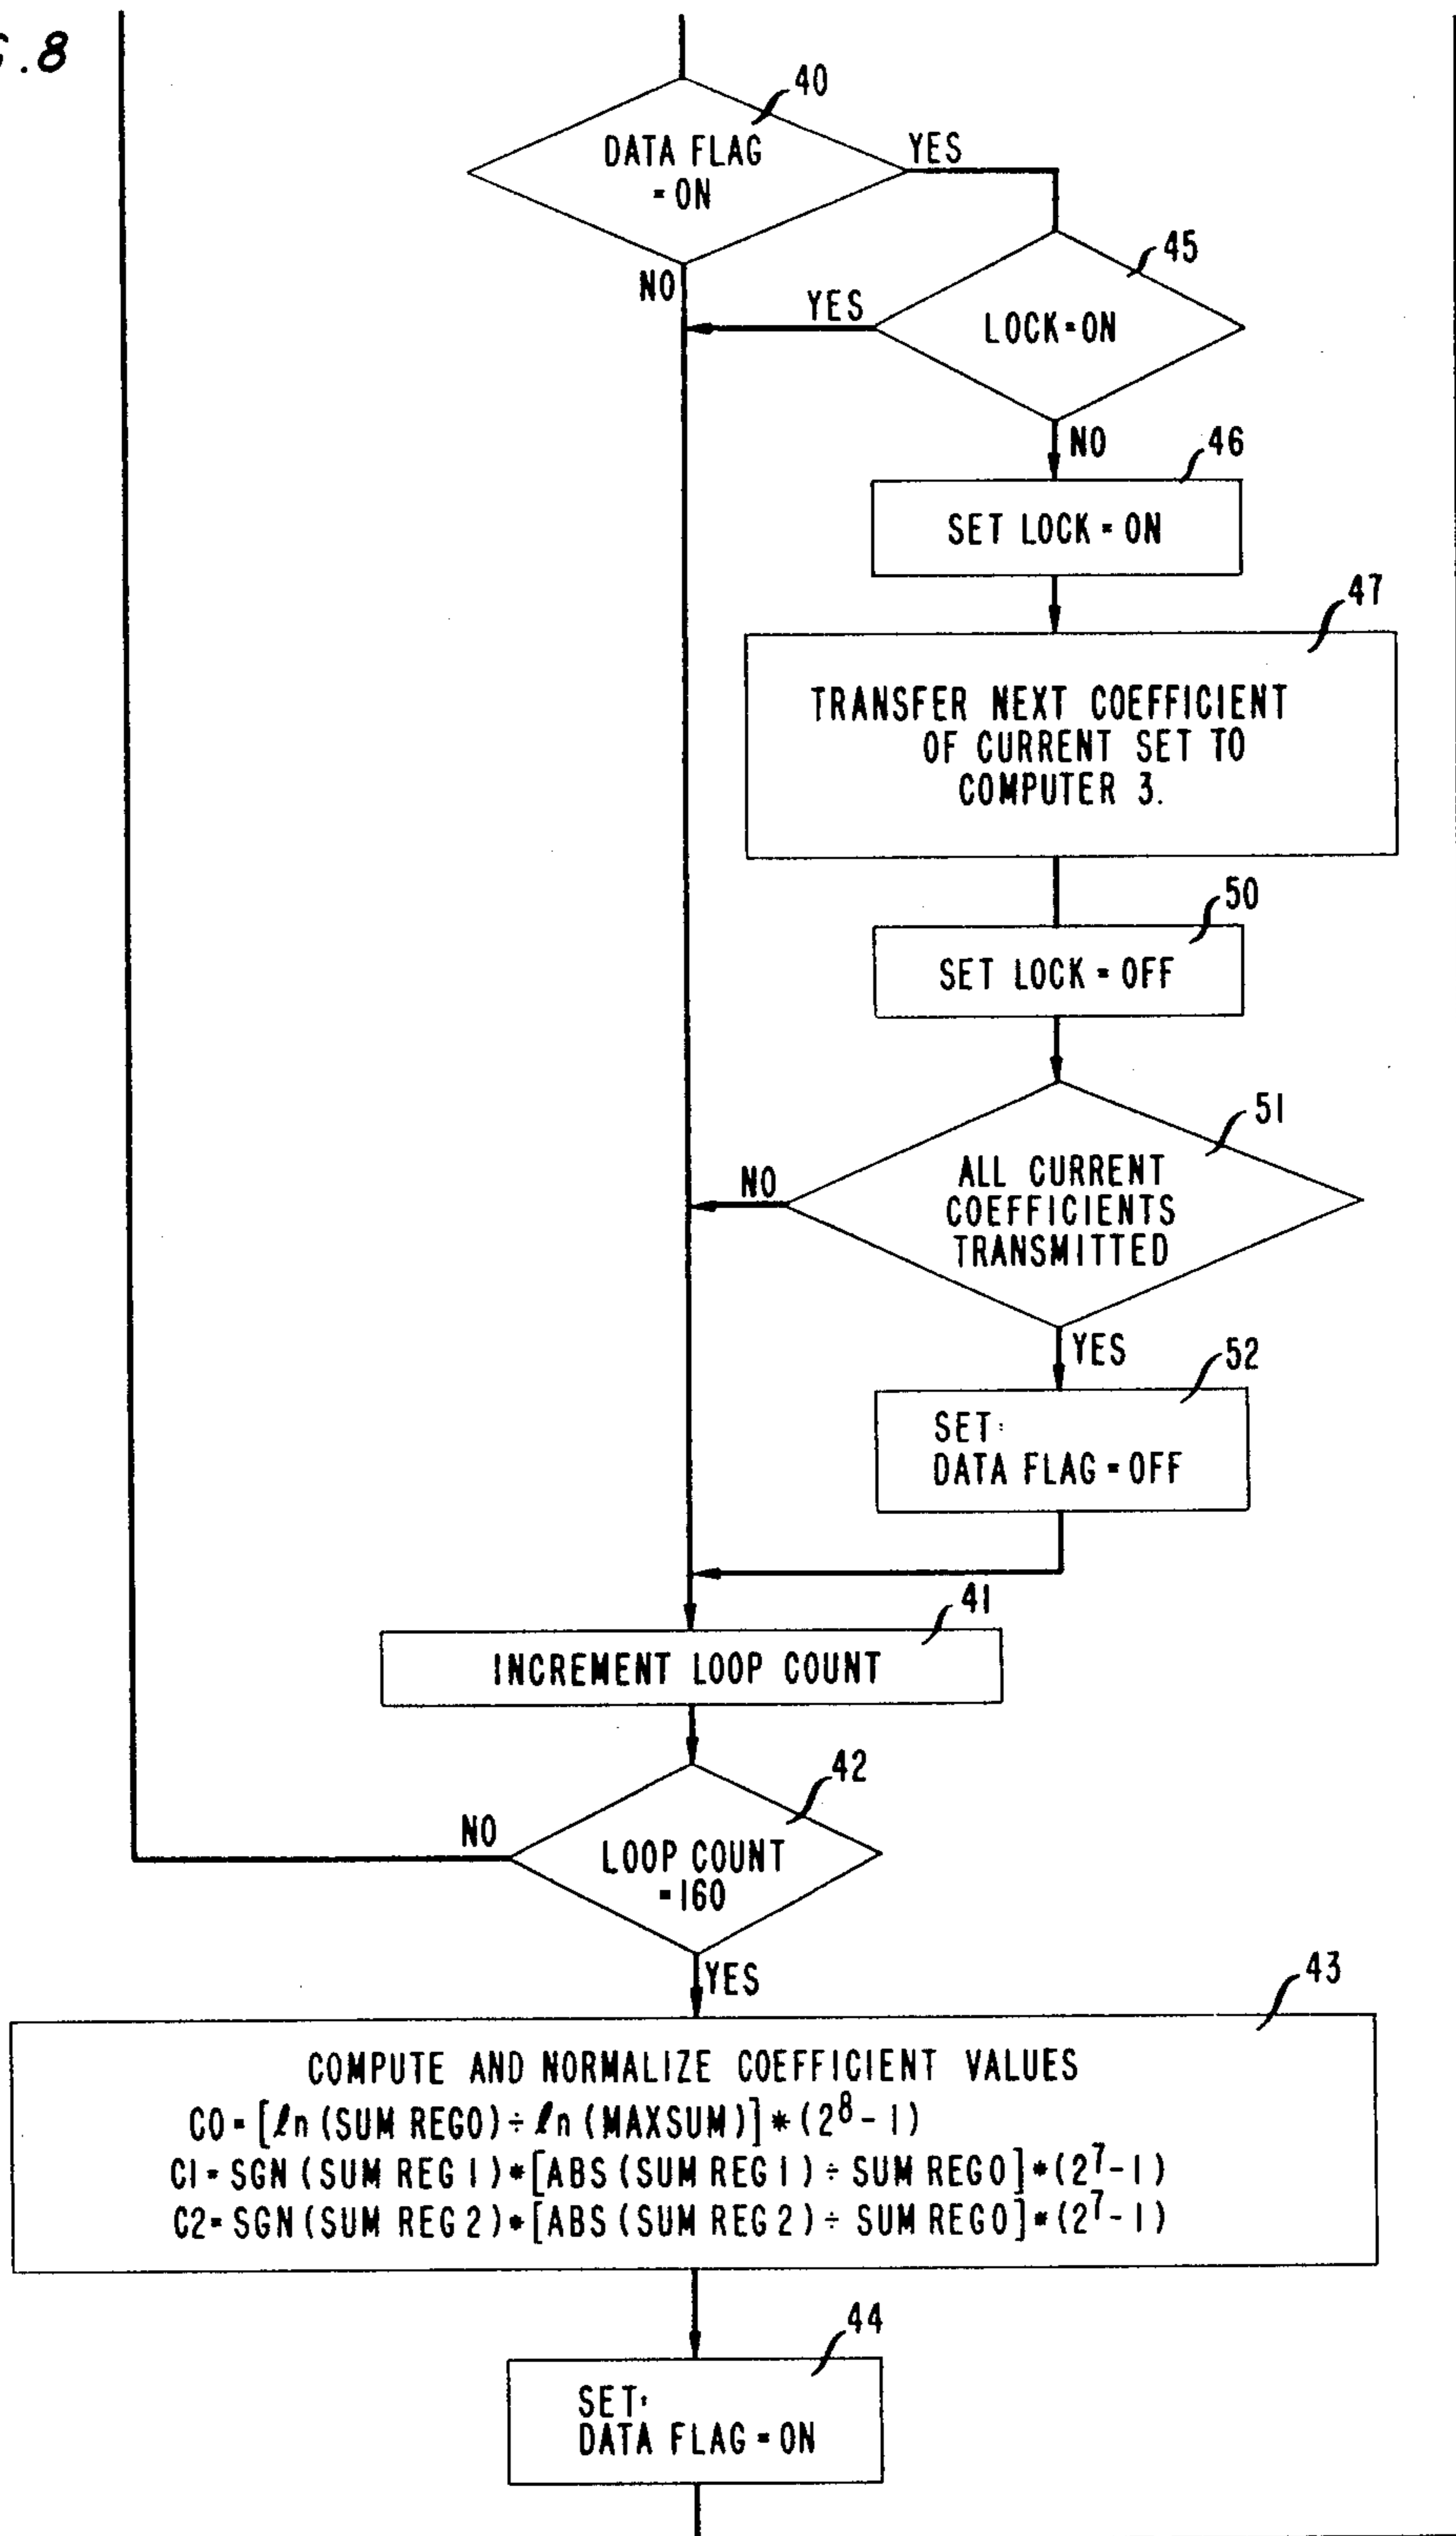 .8
40
DATA FLAG
= ON
YES
NO
45
LOCK = ON
YES
NO
46
SET LOCK = ON
47
TRANSFER NEXT COEFFICIENT
OF CURRENT SET TO
COMPUTER 3.
50
SET LOCK = OFF
51
ALL CURRENT
COEFFICIENTS
TRANSMITTED
NO
YES
52
SET:
DATA FLAG = OFF
41
INCREMENT LOOP COUNT
42
LOOP COUNT
= 160
NO
YES
43
COMPUTE AND NORMALIZE COEFFICIENT VALUES
C0 = [ln (SUM REG0) ÷ ln (MAXSUM)] * (2⁸ - 1)
C1 = SGN (SUM REG 1) * [ABS (SUM REG 1) ÷ SUM REG0] * (2⁷ - 1)
C2 = SGN (SUM REG 2) * [ABS (SUM REG 2) ÷ SUM REG0] * (2⁷ - 1)
44
SET:
DATA FLAG = ON